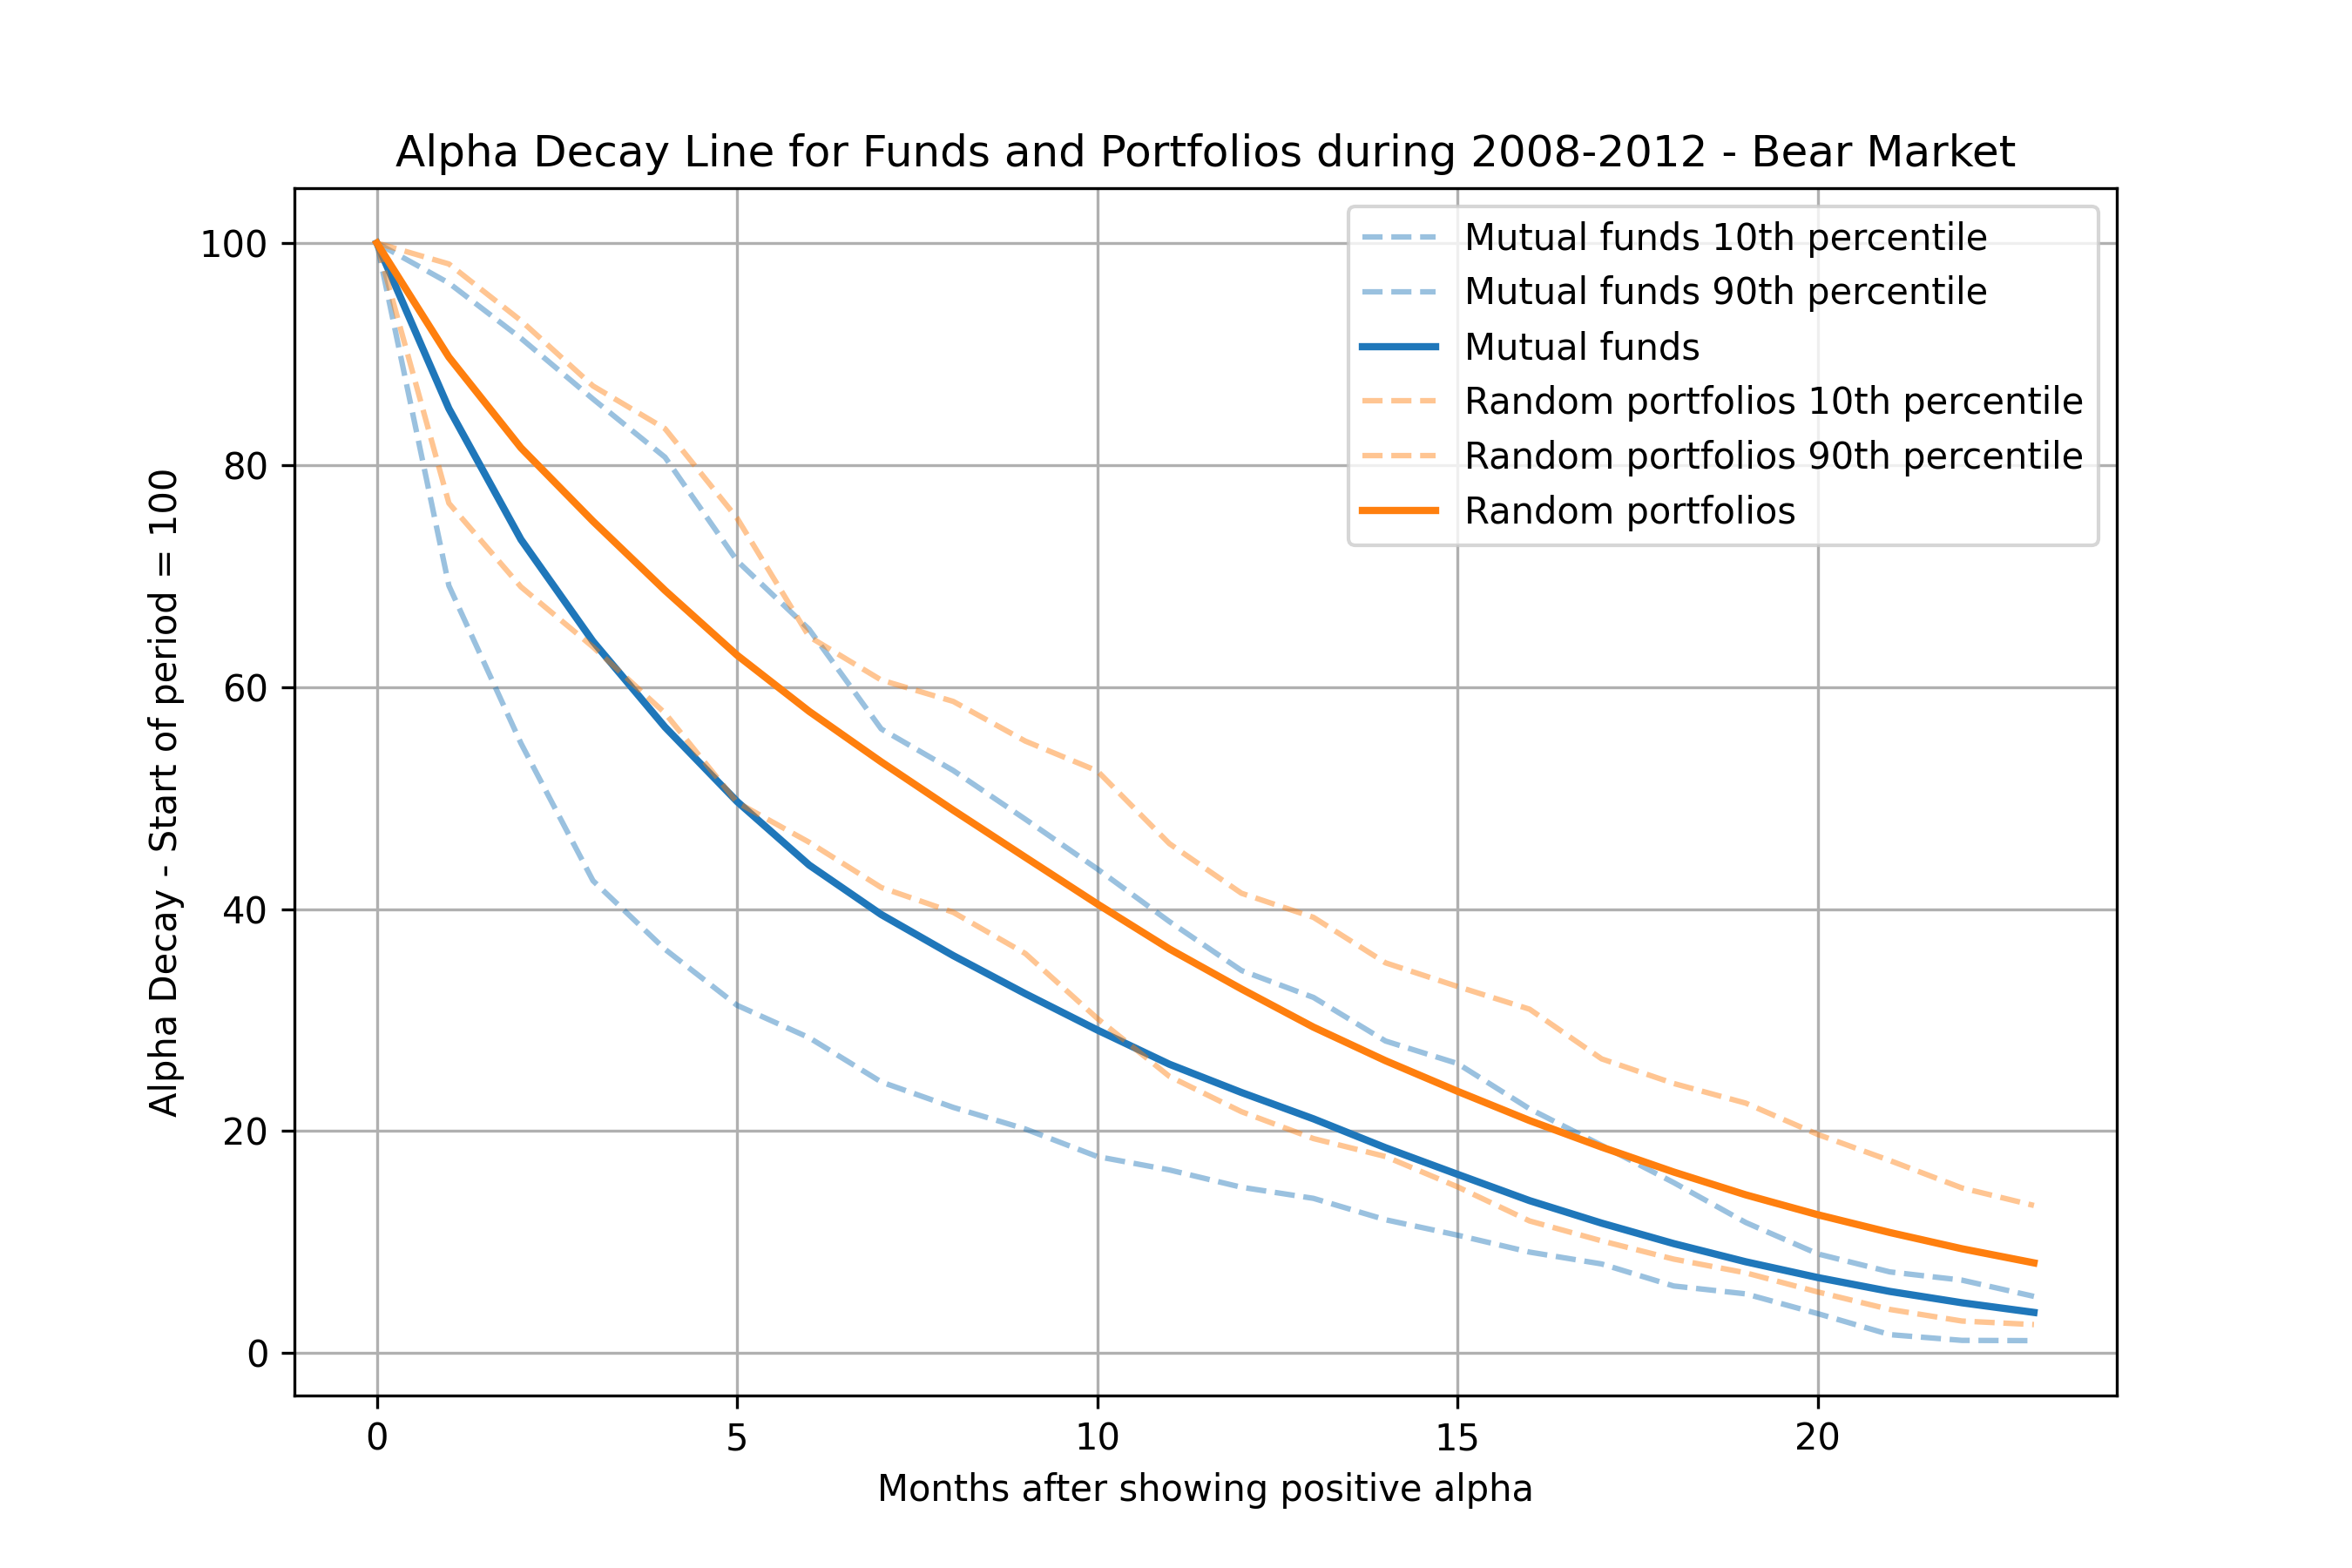 Alpha Decay Line for Funds and Portfolios during 2008-2012 - Bear Market
Mutual funds 10th percentile
Mutual funds 90th percentile
Mutual funds
Random portfolios 10th percentile
Random portfolios 90th percentile
Random portfolios
Alpha Decay - Start of period = 100
100
80
60
40
20
0
0 5 10 15 20
Months after showing positive alpha